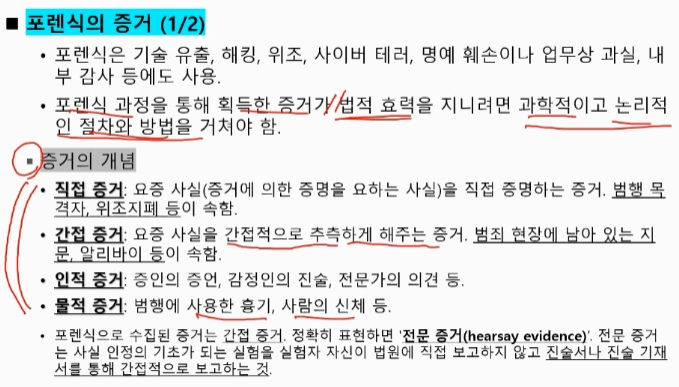 ■ 포렌식의 증거 (1/2)
• 포렌식은 기술 유출, 해킹, 위조, 사이버 테러, 명예 훼손이나 업무상 과실, 내
부 감사 등에도 사용.
• 포렌식 과정을 통해 획득한 증거가 법적 효력을 지니려면 과학적이고 논리적
인 절차와 방법을 거쳐야 함.
▪ 증거의 개념
• 직접 증거: 요증 사실(증거에 의한 증명을 요하는 사실)을 직접 증명하는 증거. 범행 목
격자, 위조지폐 등이 속함.
• 간접 증거: 요증 사실을 간접적으로 추측하게 해주는 증거. 범죄 현장에 남아 있는 지
문, 알리바이 등이 속함.
• 인적 증거: 증인의 증언, 감정인의 진술, 전문가의 의견 등.
• 물적 증거: 범행에 사용한 흉기, 사람의 신체 등.
• 포렌식으로 수집된 증거는 간접 증거. 정확히 표현하면 '전문 증거(hearsay evidence)'. 전문 증거
는 사실 인정의 기초가 되는 실험을 실험자 자신이 법원에 직접 보고하지 않고 진술서나 진술 기재
서를 통해 간접적으로 보고하는 것.